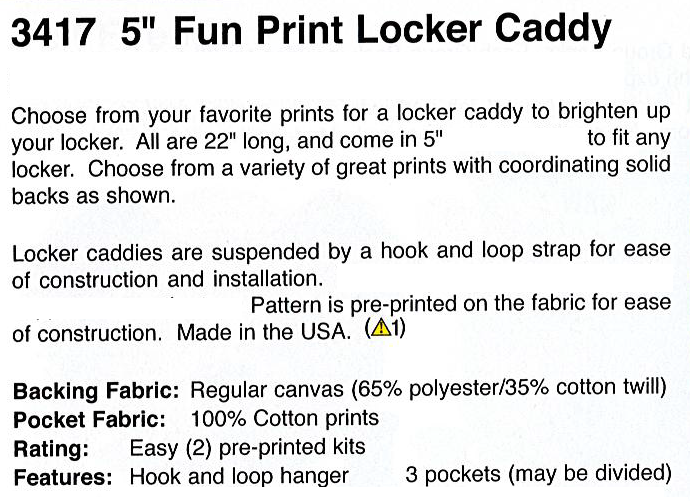 3417 5" Fun Print Locker Caddy
Choose from your favorite prints for a locker caddy to brighten up
your locker. All are 22" long, and come in 5" to fit any
locker. Choose from a variety of great prints with coordinating solid
backs as shown.
Locker caddies are suspended by a hook and loop strap for ease
of construction and installation.
Pattern is pre-printed on the fabric for ease
of construction. Made in the USA. (⚠1)
Backing Fabric: Regular canvas (65% polyester/35% cotton twill)
Pocket Fabric: 100% Cotton prints
Rating: Easy (2) pre-printed kits
Features: Hook and loop hanger 3 pockets (may be divided)